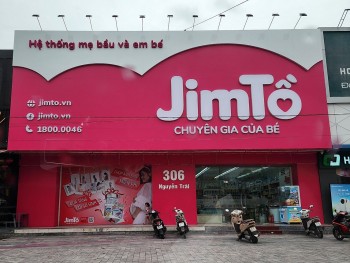 Hệ thống mẹ bầu và em bé
jimto.vn
jimto.vn
1800.0046
JimTồ
CHUYÊN GIA CỦA BÉ
306
Nguyễn Trãi
JimTồ